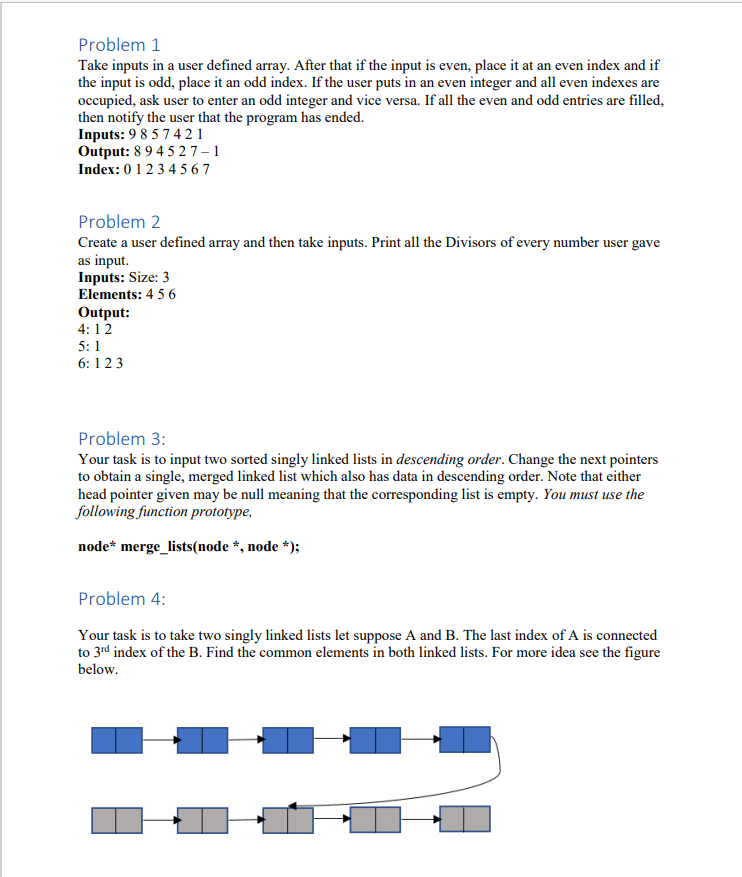 Problem 1
Take inputs in a user defined array. After that if the input is even, place it at an even index and if
the input is odd, place it an odd index. If the user puts in an even integer and all even indexes are
occupied, ask user to enter an odd integer and vice versa. If all the even and odd entries are filled,
then notify the user that the program has ended.
Inputs: 9 8 5 7 4 2 1
Output: 8 9 4 5 2 7 – 1
Index: 0 1 2 3 4 5 6 7
Problem 2
Create a user defined array and then take inputs. Print all the Divisors of every number user gave
as input.
Inputs: Size: 3
Elements: 4 5 6
Output:
4: 1 2
5: 1
6: 1 2 3
Problem 3:
Your task is to input two sorted singly linked lists in descending order. Change the next pointers
to obtain a single, merged linked list which also has data in descending order. Note that either
head pointer given may be null meaning that the corresponding list is empty. You must use the
following function prototype,
node* merge_lists(node *, node *);
Problem 4:
Your task is to take two singly linked lists let suppose A and B. The last index of A is connected
to 3rd index of the B. Find the common elements in both linked lists. For more idea see the figure
below.